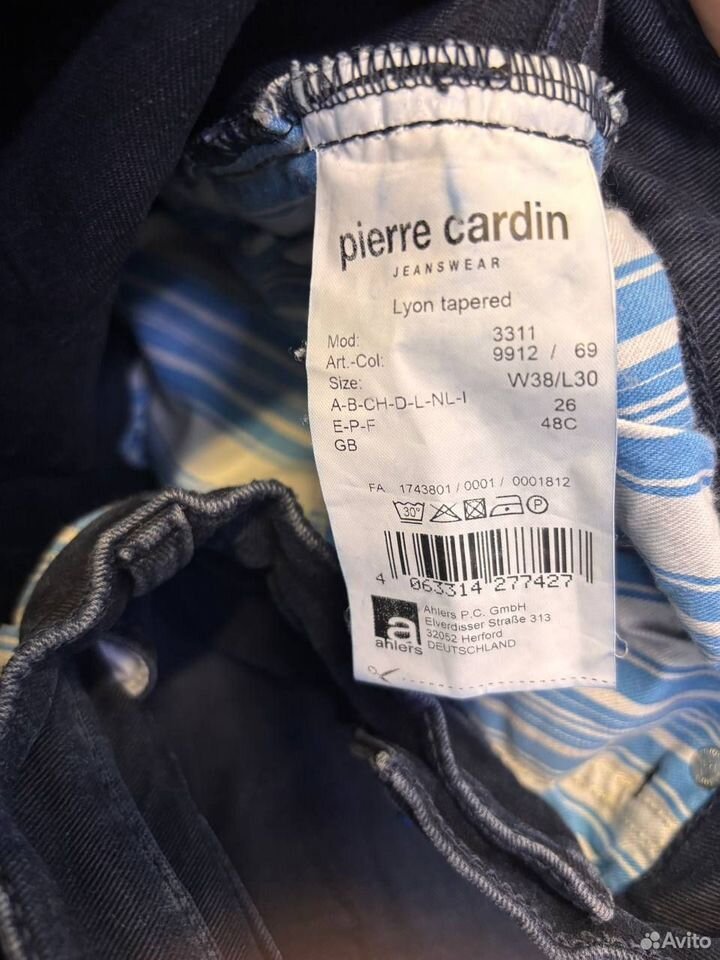 pierre cardin
JEANSWEAR
Lyon tapered
Mod: 3311
Art.-Col: 9912 / 69
Size: W38/L30
A-B-CH-D-L-NL-I 26
E-P-F 48C
GB
FA 1743801 / 0001 / 0001812
30°
P
4 063314 277427
a
ahlers
Ahlers P.C. GmbH
Elverdisser Straße 313
32052 Herford
DEUTSCHLAND
Avito